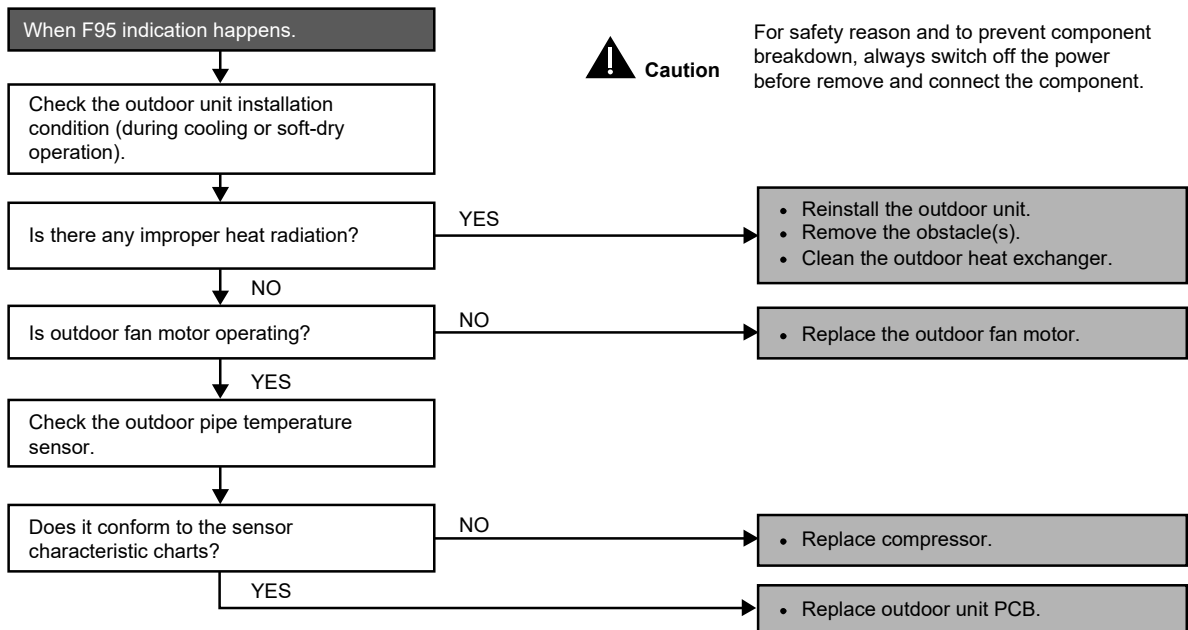 When F95 indication happens.
Caution
For safety reason and to prevent component
breakdown, always switch off the power
before remove and connect the component.
Check the outdoor unit installation
condition (during cooling or soft-dry
operation).
Is there any improper heat radiation?
YES
• Reinstall the outdoor unit.
• Remove the obstacle(s).
• Clean the outdoor heat exchanger.
NO
Is outdoor fan motor operating?
NO
• Replace the outdoor fan motor.
YES
Check the outdoor pipe temperature
sensor.
Does it conform to the sensor
characteristic charts?
NO
• Replace compressor.
YES
• Replace outdoor unit PCB.